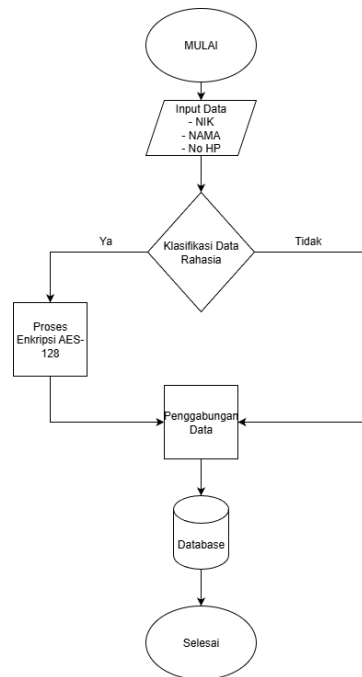 MULAI
Input Data
- NIK
- NAMA
- No HP
Klasifikasi Data
Rahasia
Ya
Tidak
Proses
Enkripsi AES-
128
Penggabungan
Data
Database
Selesai